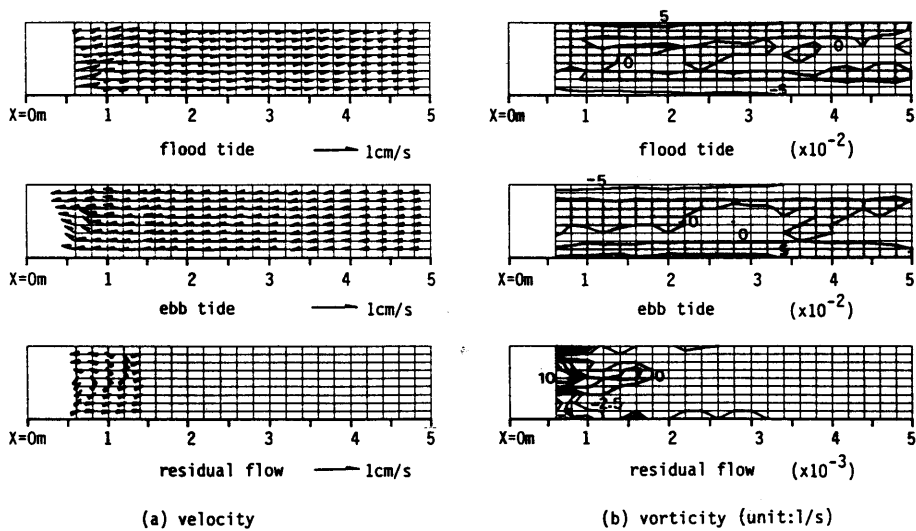 5
0
0
-5
X=0m 1 2 3 4 5
X=0m 1 2 3 4 5
flood tide 1cm/s
flood tide (x10⁻²)
-5
0
0
5
X=0m 1 2 3 4 5
X=0m 1 2 3 4 5
ebb tide 1cm/s
ebb tide (x10⁻²)
10
0
-2.5
X=0m 1 2 3 4 5
X=0m 1 2 3 4 5
residual flow 1cm/s
residual flow (x10⁻³)
(a) velocity
(b) vorticity (unit:1/s)